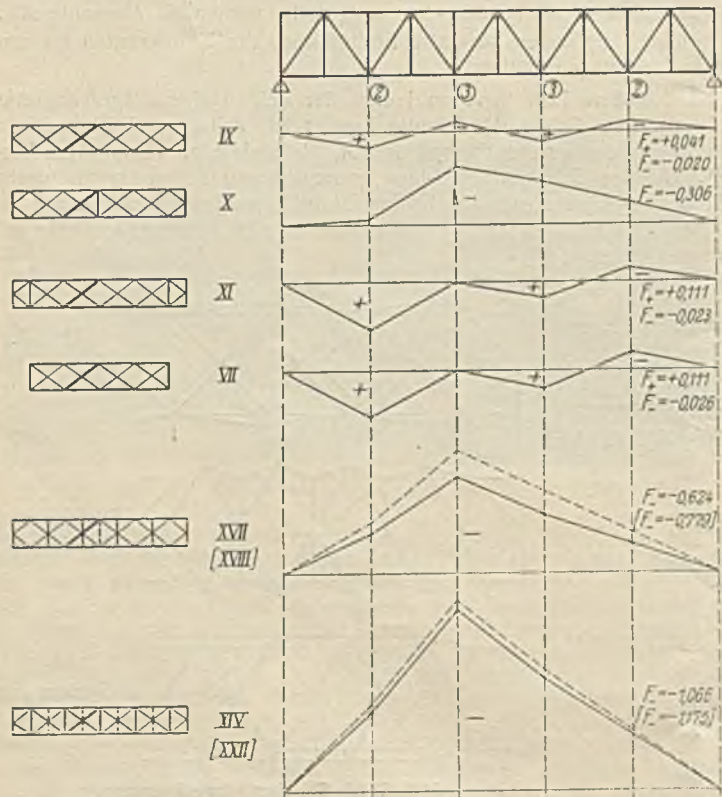 ② ③ ③ ②
IX
+ − + −
F₊=+0,041
F₋=−0,020
X
−
F₋=−0,306
XI
+ + −
F₊=+0,111
F₋=−0,023
VII
+ + −
F₊=+0,111
F₋=−0,026
XVII
[XVIII]
−
F₋=−0,624
[F₋=−0,779]
XIV
[XXII]
−
F₋=−1,066
[F₋=−1,175]